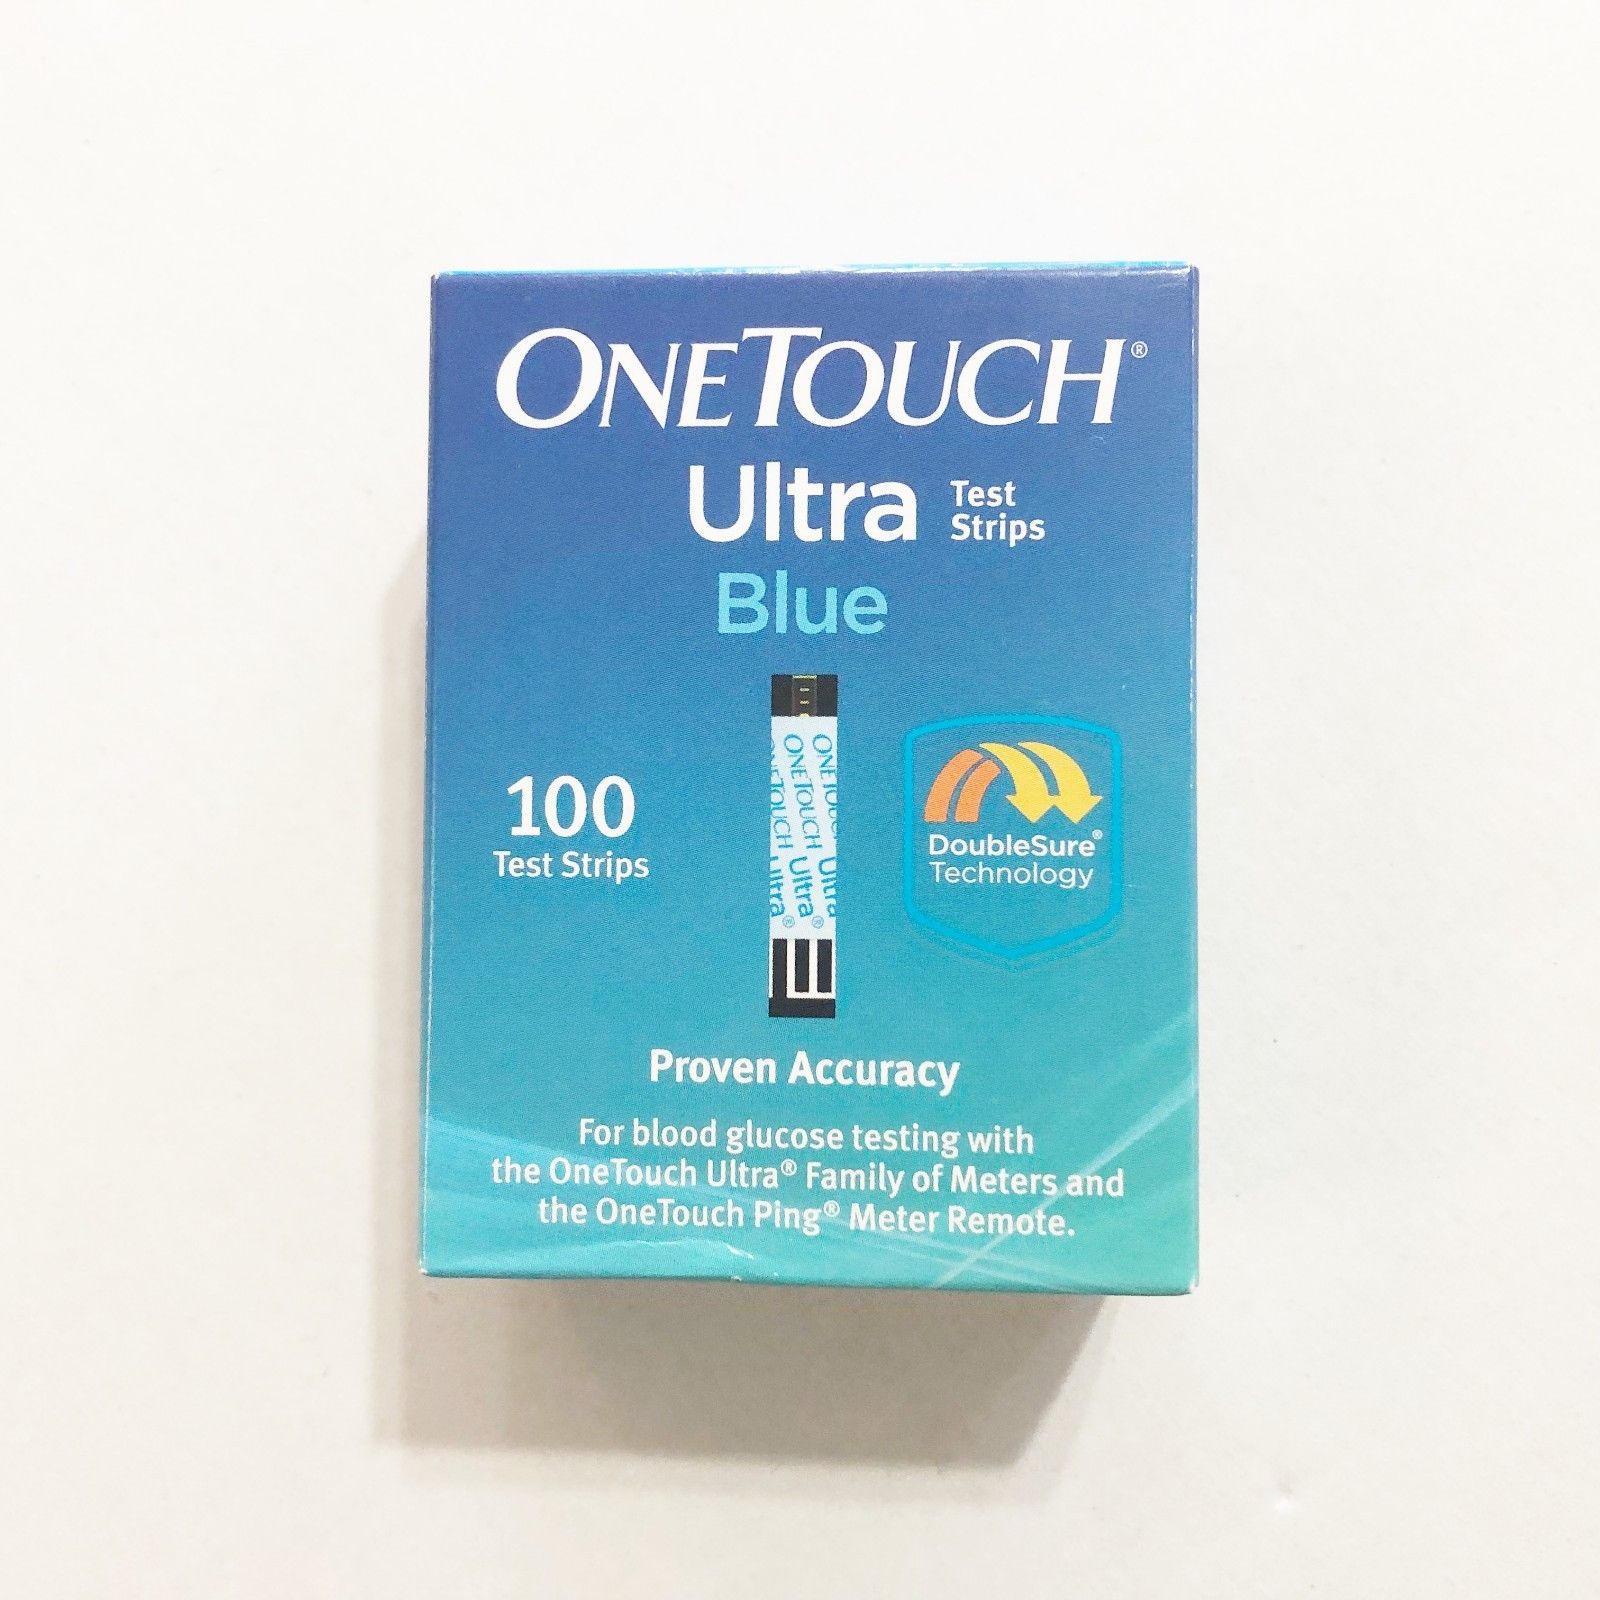 ONETOUCH®
Ultra Test Strips
Blue
ONETOUCH Ultra®
ONETOUCH Ultra®
100
Test Strips
DoubleSure®
Technology
Proven Accuracy
For blood glucose testing with
the OneTouch Ultra® Family of Meters and
the OneTouch Ping® Meter Remote.